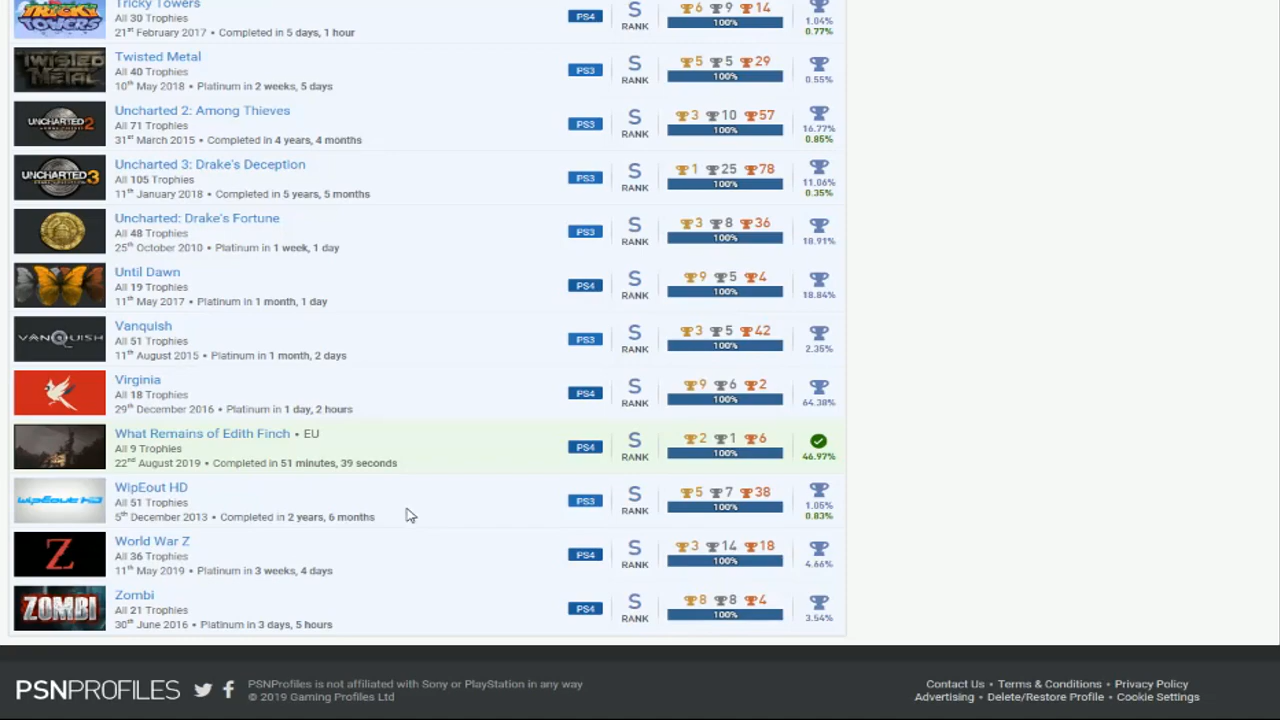 Tricky Towers
All 30 Trophies
21st February 2017 • Completed in 5 days, 1 hour
TRICKY TOWERS
PS4
S RANK
6 9 14
100%
1.04%
0.77%
Twisted Metal
All 40 Trophies
10th May 2018 • Platinum in 2 weeks, 5 days
TWISTED METAL
PS3
S RANK
5 5 29
100%
0.55%
Uncharted 2: Among Thieves
All 71 Trophies
31st March 2015 • Completed in 4 years, 4 months
UNCHARTED 2
PS3
S RANK
3 10 57
100%
16.77%
0.85%
Uncharted 3: Drake's Deception
All 105 Trophies
11th January 2018 • Completed in 5 years, 5 months
UNCHARTED 3
PS3
S RANK
1 25 78
100%
11.06%
0.35%
Uncharted: Drake's Fortune
All 48 Trophies
25th October 2010 • Platinum in 1 week, 1 day
PS3
S RANK
3 8 36
100%
18.91%
Until Dawn
All 19 Trophies
11th May 2017 • Platinum in 1 month, 1 day
PS4
S RANK
9 5 4
100%
18.84%
Vanquish
All 51 Trophies
11th August 2015 • Platinum in 1 month, 2 days
VANQUISH
PS3
S RANK
3 5 42
100%
2.35%
Virginia
All 18 Trophies
29th December 2016 • Platinum in 1 day, 2 hours
PS4
S RANK
9 6 2
100%
64.38%
What Remains of Edith Finch • EU
All 9 Trophies
22nd August 2019 • Completed in 51 minutes, 39 seconds
PS4
S RANK
2 1 6
100%
46.97%
WipEout HD
All 51 Trophies
5th December 2013 • Completed in 2 years, 6 months
wipEout HD
PS3
S RANK
5 7 38
100%
1.05%
0.83%
World War Z
All 36 Trophies
11th May 2019 • Platinum in 3 weeks, 4 days
Z
PS4
S RANK
3 14 18
100%
4.66%
Zombi
All 21 Trophies
30th June 2016 • Platinum in 3 days, 5 hours
ZOMBI
PS4
S RANK
8 8 4
100%
3.54%
PSNPROFILES
PSNProfiles is not affiliated with Sony or PlayStation in any way
© 2019 Gaming Profiles Ltd
Contact Us • Terms & Conditions • Privacy Policy
Advertising • Delete/Restore Profile • Cookie Settings